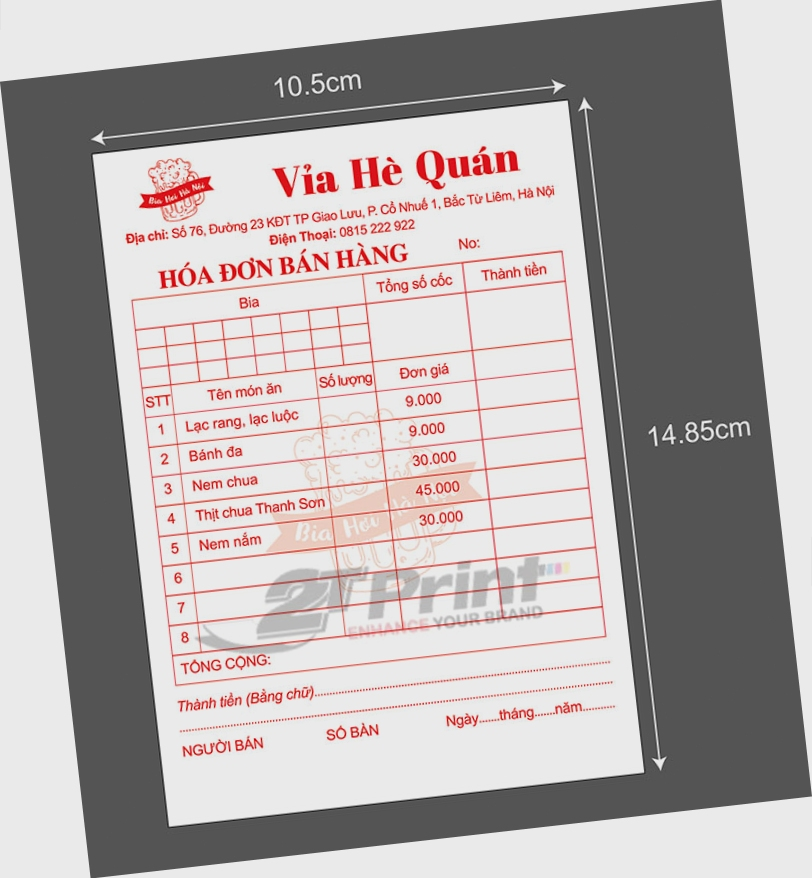 10.5cm
Bia Hơi Hà Nội
Vỉa Hè Quán
Địa chỉ: Số 76, Đường 23 KĐT TP Giao Lưu, P. Cổ Nhuế 1, Bắc Từ Liêm, Hà Nội
Điện Thoại: 0815 222 922
HÓA ĐƠN BÁN HÀNG No:
Bia Tổng số cốc Thành tiền
STT Tên món ăn Số lượng Đơn giá
1 Lạc rang, lạc luộc 9.000
2 Bánh đa 9.000
3 Nem chua 30.000
4 Thịt chua Thanh Sơn 45.000
5 Nem nắm 30.000
6
7
8
TỔNG CỘNG:
Bia Hơi Hà Nội
2T Print
ENHANCE YOUR BRAND
Thành tiền (Bằng chữ)..........
NGƯỜI BÁN SỐ BÀN Ngày......tháng......năm..........
14.85cm